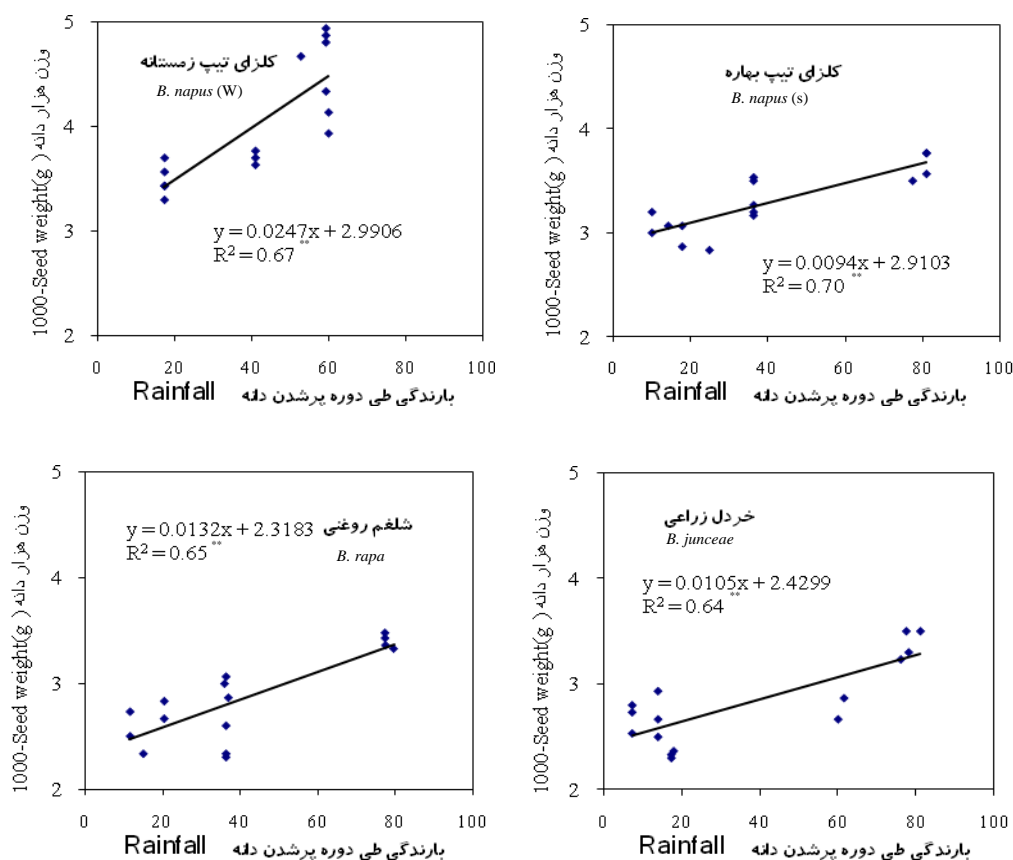 وزن هزار دانه ( 1000-Seed weight(g
5
4
3
2
کلزای تیپ زمستانه
B. napus (W)
y = 0.0247x + 2.9906
R² = 0.67 **
0 20 40 60 80 100
Rainfall بارندگی طی دوره پرشدن دانه
وزن هزار دانه ( 1000-Seed weight(g
5
4
3
2
کلزای تیپ بهاره
B. napus (s)
y = 0.0094x + 2.9103
R² = 0.70 **
0 20 40 60 80 100
Rainfall بارندگی طی دوره پرشدن دانه
وزن هزار دانه ( 1000-Seed weight(g
5
4
3
2
y = 0.0132x + 2.3183 شلغم روغنی
R² = 0.65 ** B. rapa
0 20 40 60 80 100
Rainfall بارندگی طی دوره پرشدن دانه
وزن هزار دانه ( 1000-Seed weight(g
5
4
3
2
خردل زراعی
B. junceae
y = 0.0105x + 2.4299
R² = 0.64 **
0 20 40 60 80 100
Rainfall بارندگی طی دوره پرشدن دانه